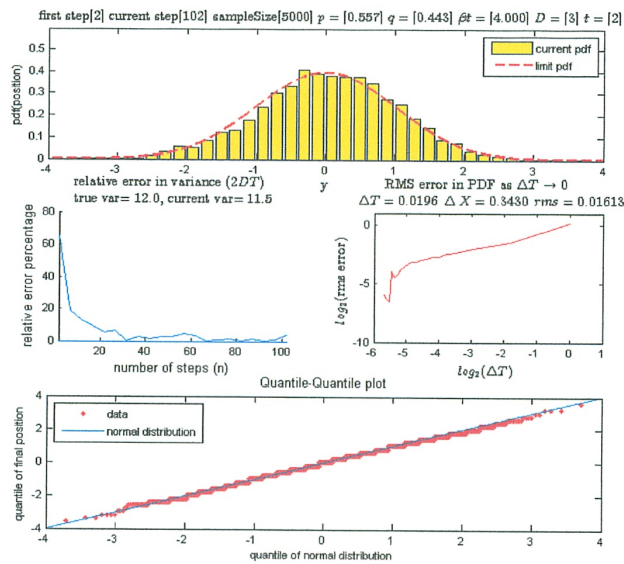 first step[2] current step[102] sampleSize[5000] p = [0.557] q = [0.443] βt = [4.000] D = [3] t = [2]
pdf(position)
0.5
0.4
0.3
0.2
0.1
0
current pdf
limit pdf
-4 -3 -2 -1 0 1 2 3 4
y
relative error in variance (2DT)
true var= 12.0, current var= 11.5
relative error percentage
80
60
40
20
0
20 40 60 80 100
number of steps (n)
RMS error in PDF as ΔT → 0
ΔT = 0.0196 Δ X = 0.3430 rms = 0.01613
log₂(rms error)
0
-5
-10
-6 -5 -4 -3 -2 -1 0 1
log₂(ΔT)
Quantile-Quantile plot
quantile of final position
4
2
0
-2
-4
data
normal distribution
-4 -3 -2 -1 0 1 2 3 4
quantile of normal distribution